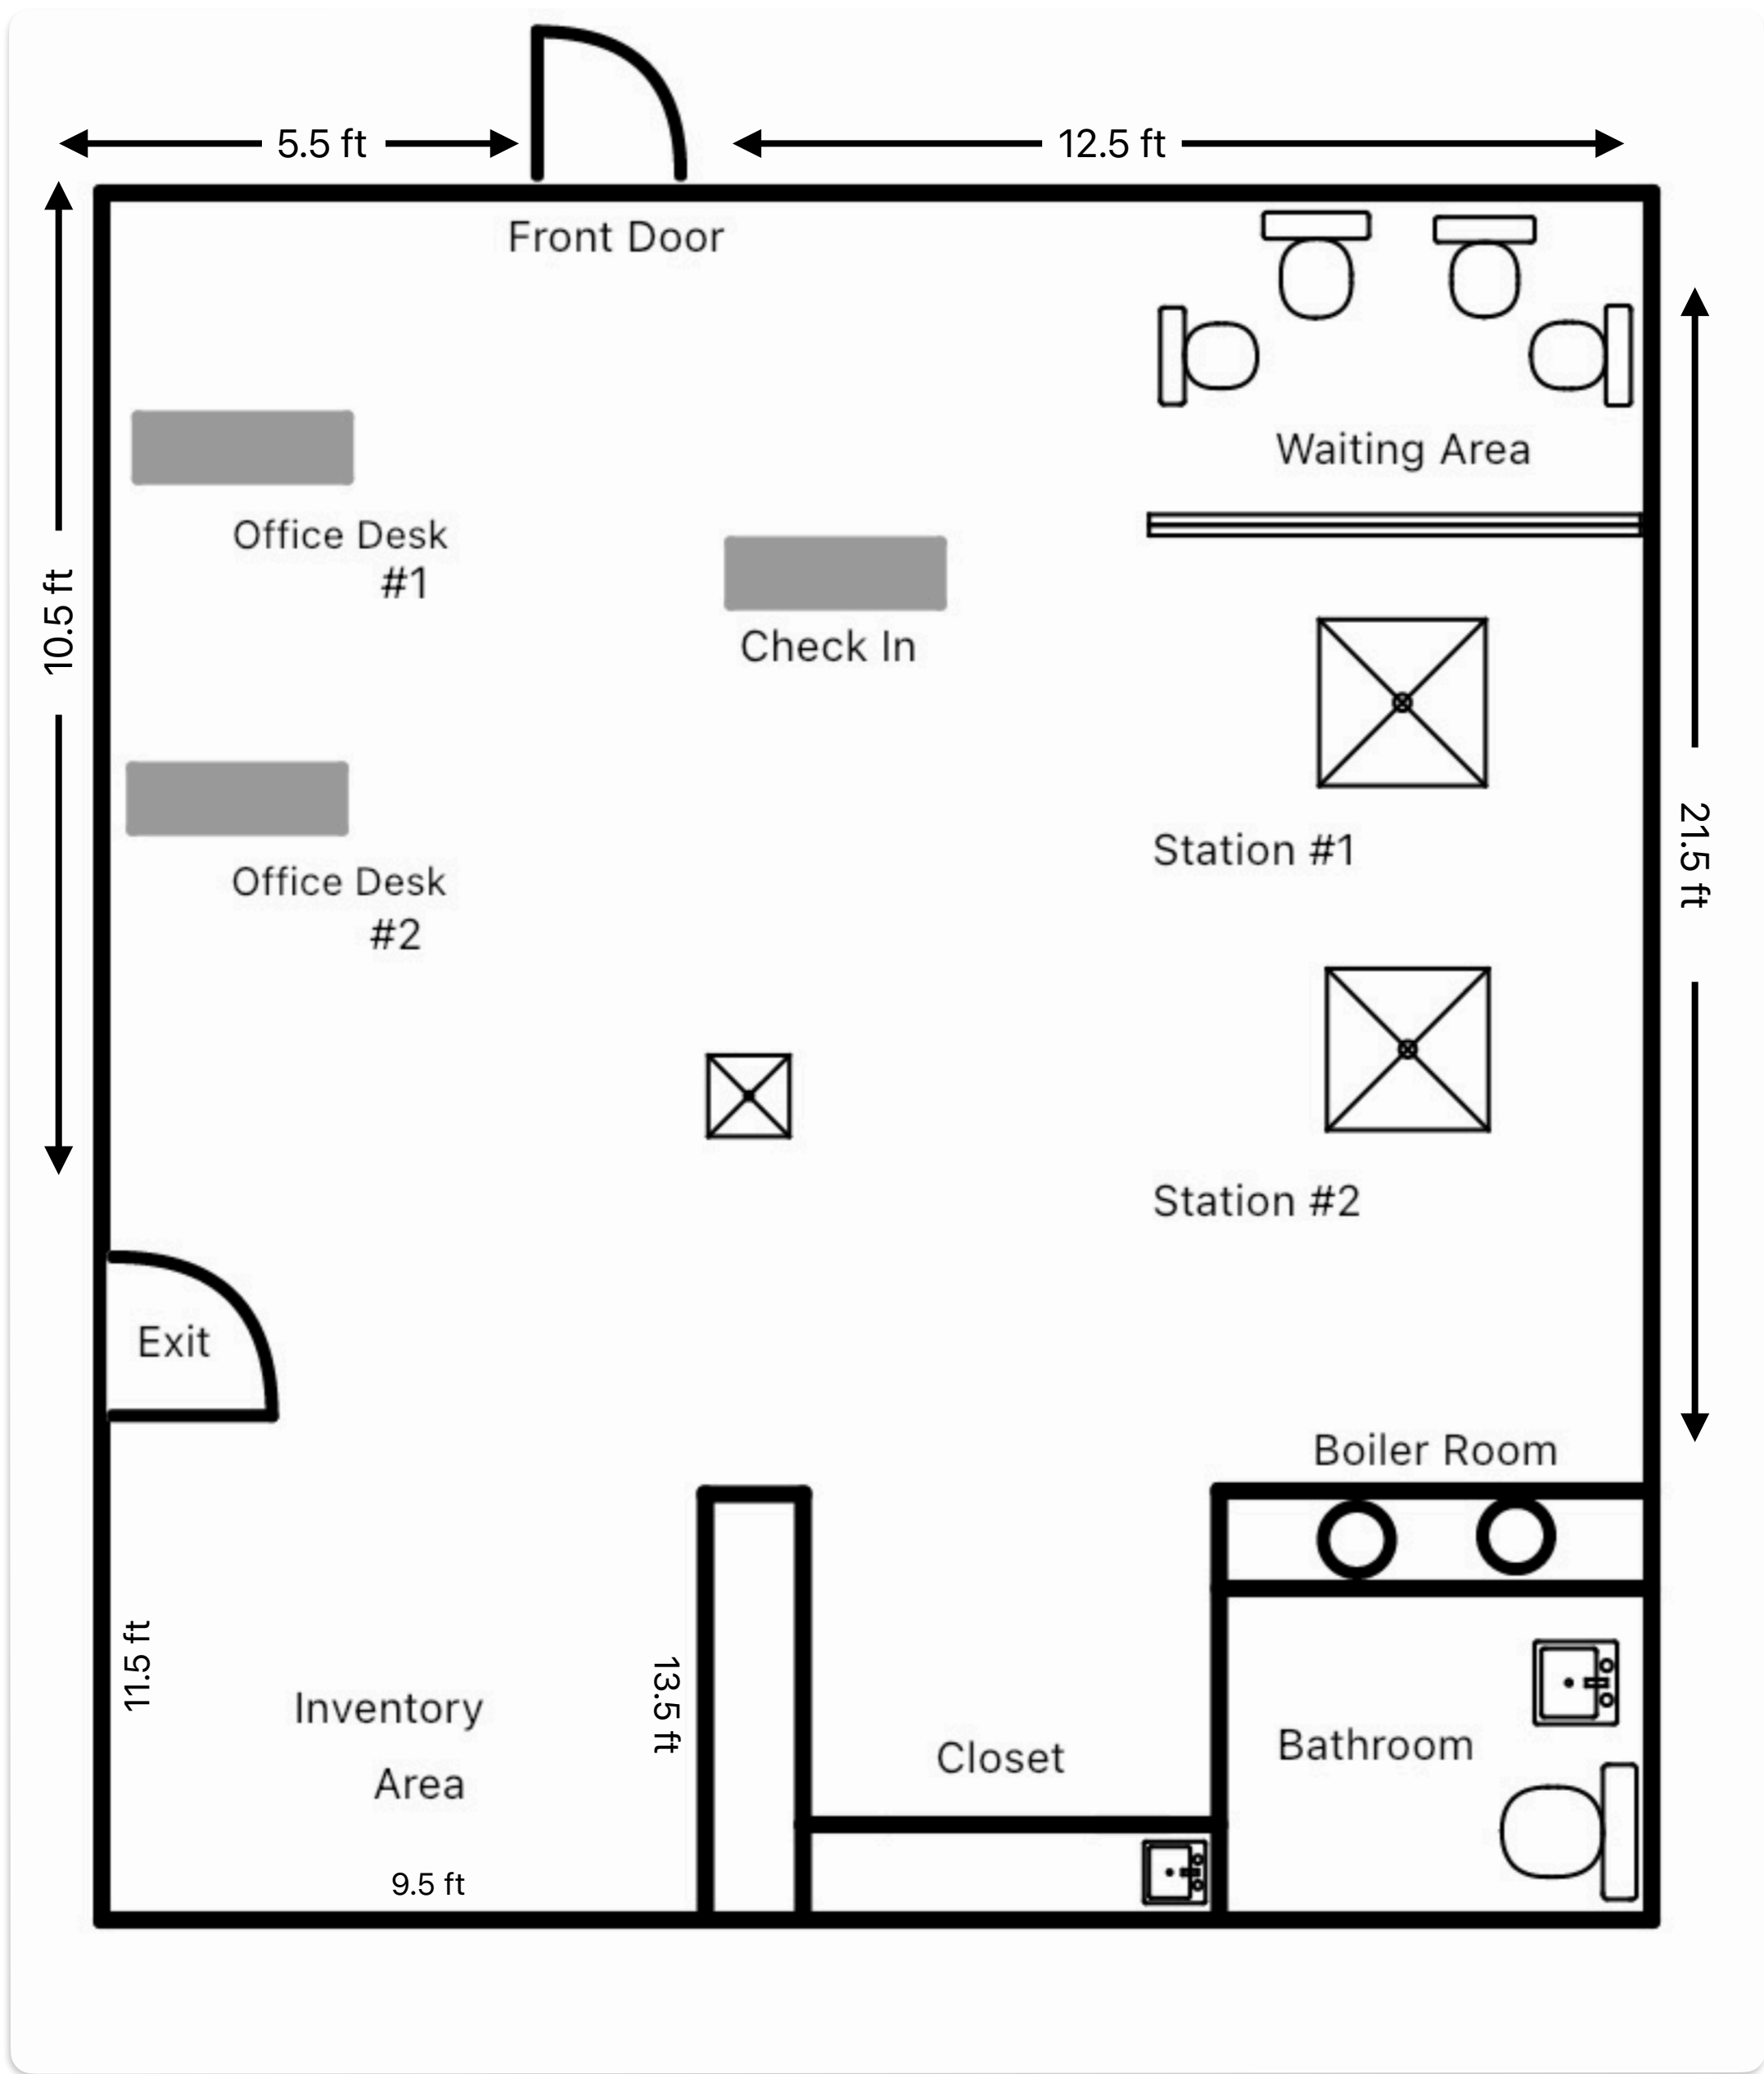 5.5 ft
12.5 ft
Front Door
Waiting Area
Office Desk
#1
10.5 ft
Check In
21.5 ft
Station #1
Office Desk
#2
Station #2
Exit
Boiler Room
11.5 ft
13.5 ft
Inventory
Area
Closet
Bathroom
9.5 ft